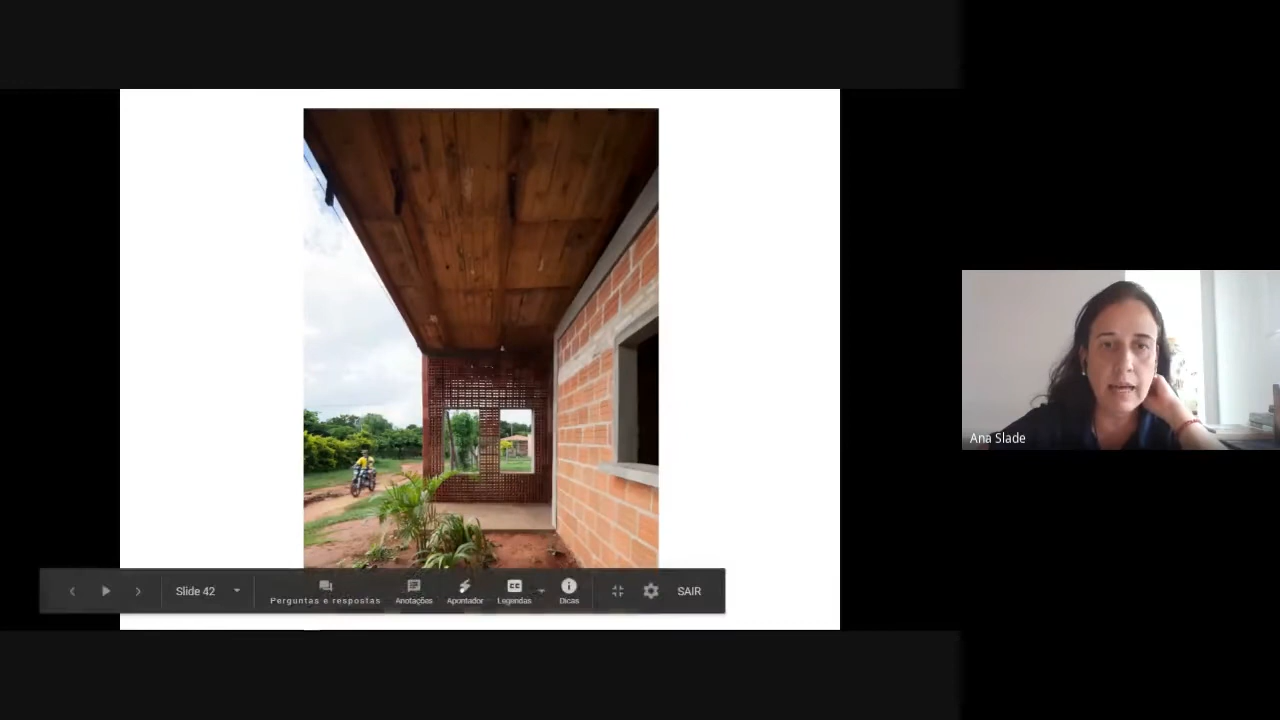 Ana Slade
Slide 42
Perguntas e respostas
Anotações
Apontador
Legendas
Dicas
SAIR